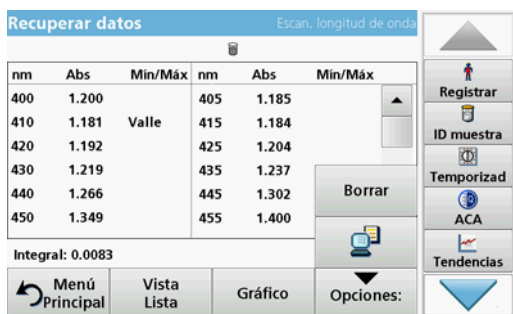 Recuperar datos Escan. longitud de onda
nm Abs Mín/Máx nm Abs Mín/Máx
400 1.200 405 1.185
410 1.181 Valle 415 1.184
420 1.192 425 1.204
430 1.219 435 1.237
440 1.266 445 1.302
450 1.349 455 1.400
Integral: 0.0083
Borrar
Menú Principal
Vista Lista
Gráfico
Opciones:
Registrar
ID muestra
Temporizad
ACA
Tendencias